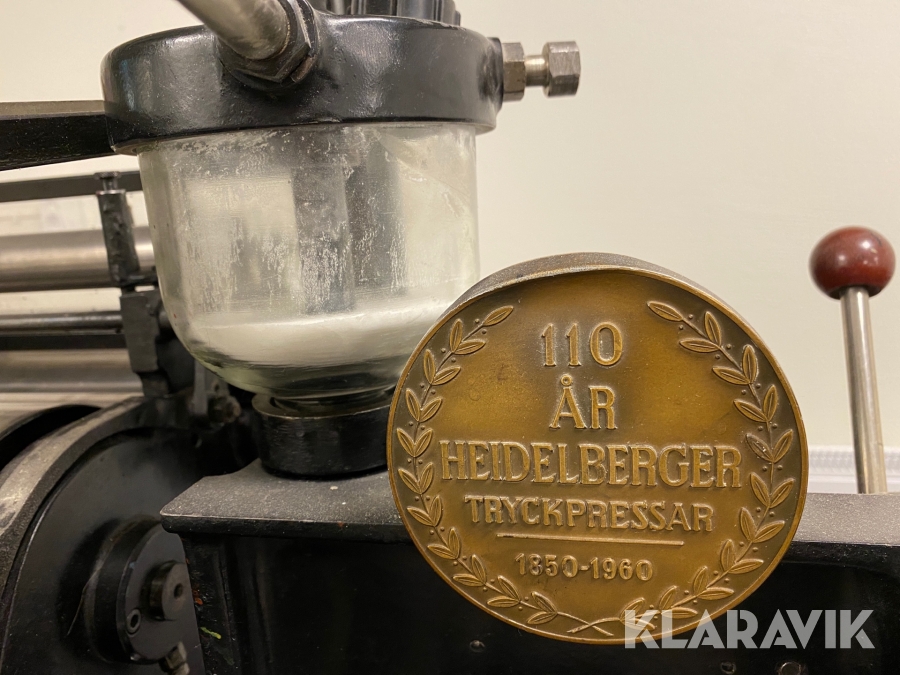 110
ÅR
HEIDELBERGER
TRYCKPRESSAR
1850-1960
KLARAVIK